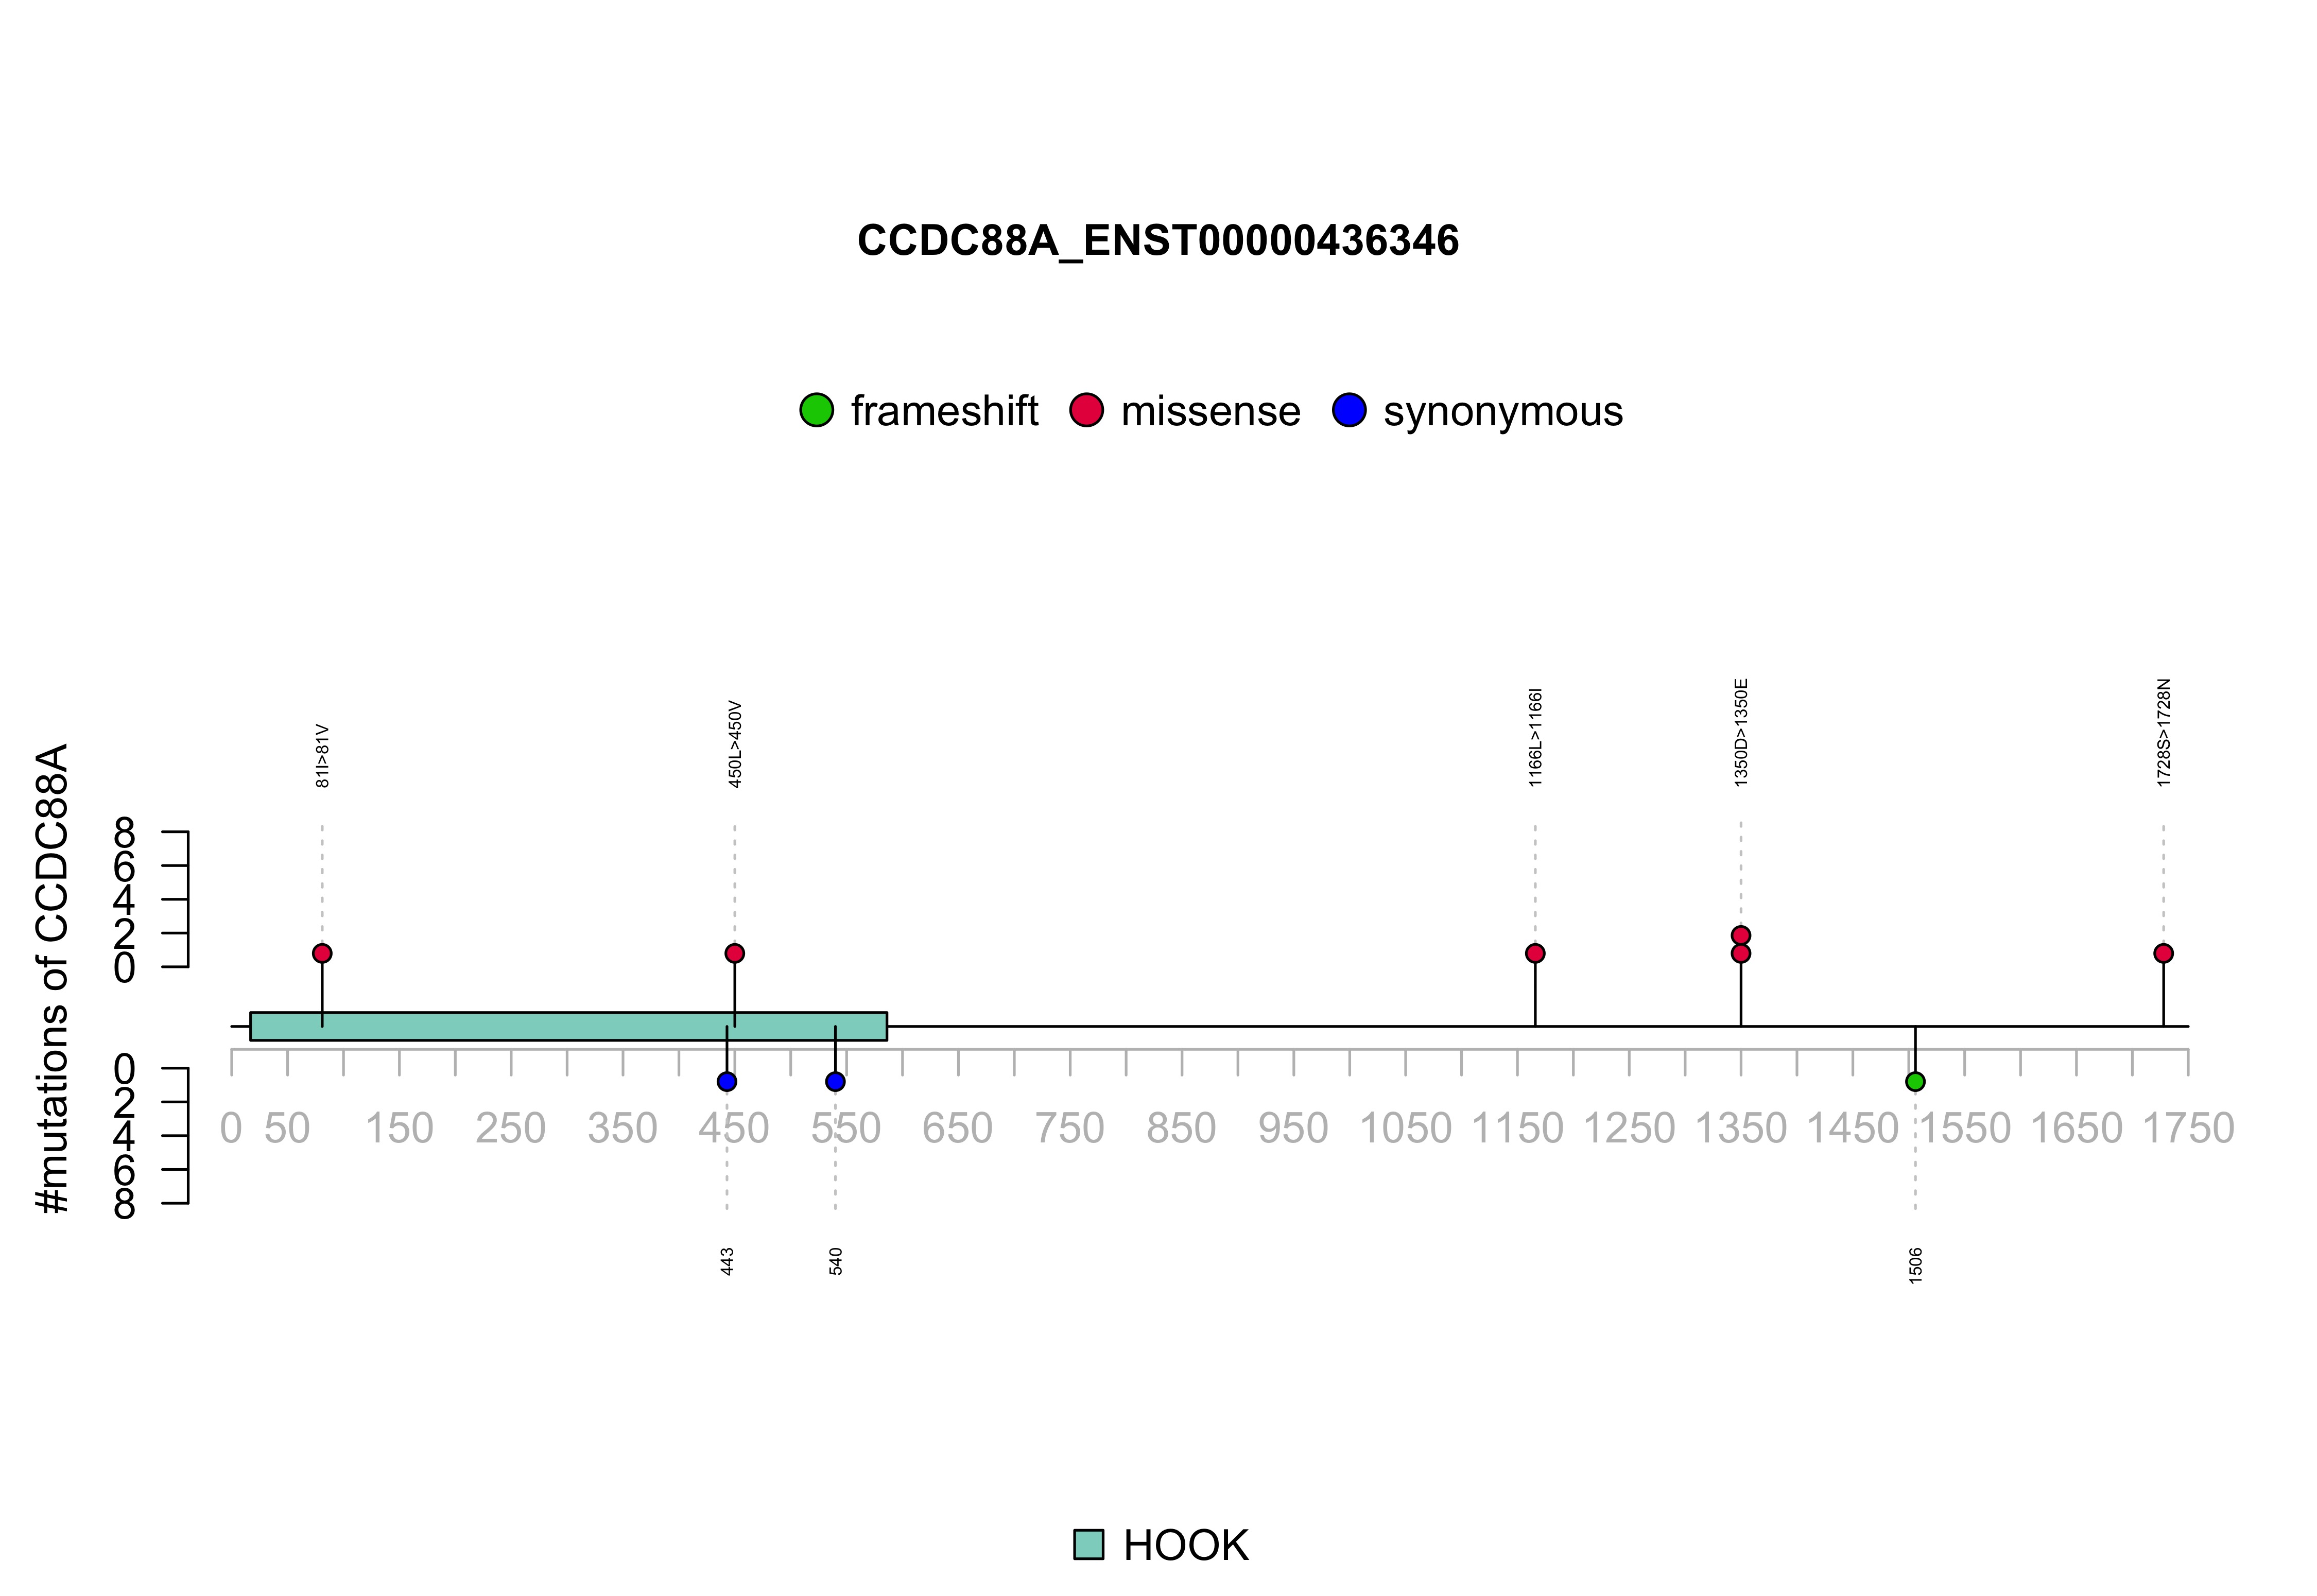 CCDC88A_ENST00000436346
frameshift missense synonymous
81I>81V
450L>450V
1166L>1166I
1350D>1350E
1728S>1728N
#mutations of CCDC88A
8
6
4
2
0
0
2
4
6
8
0 50 150 250 350 450 550 650 750 850 950 1050 1150 1250 1350 1450 1550 1650 1750
443
540
1506
HOOK